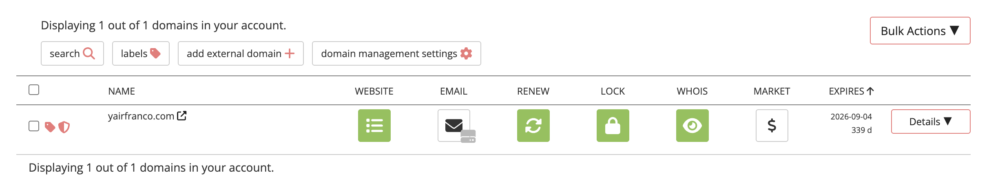 Displaying 1 out of 1 domains in your account.
Bulk Actions ▼
search
labels
add external domain
domain management settings
NAME WEBSITE EMAIL RENEW LOCK WHOIS MARKET EXPIRES
yairfranco.com
$
2026-09-04
339 d
Details ▼
Displaying 1 out of 1 domains in your account.